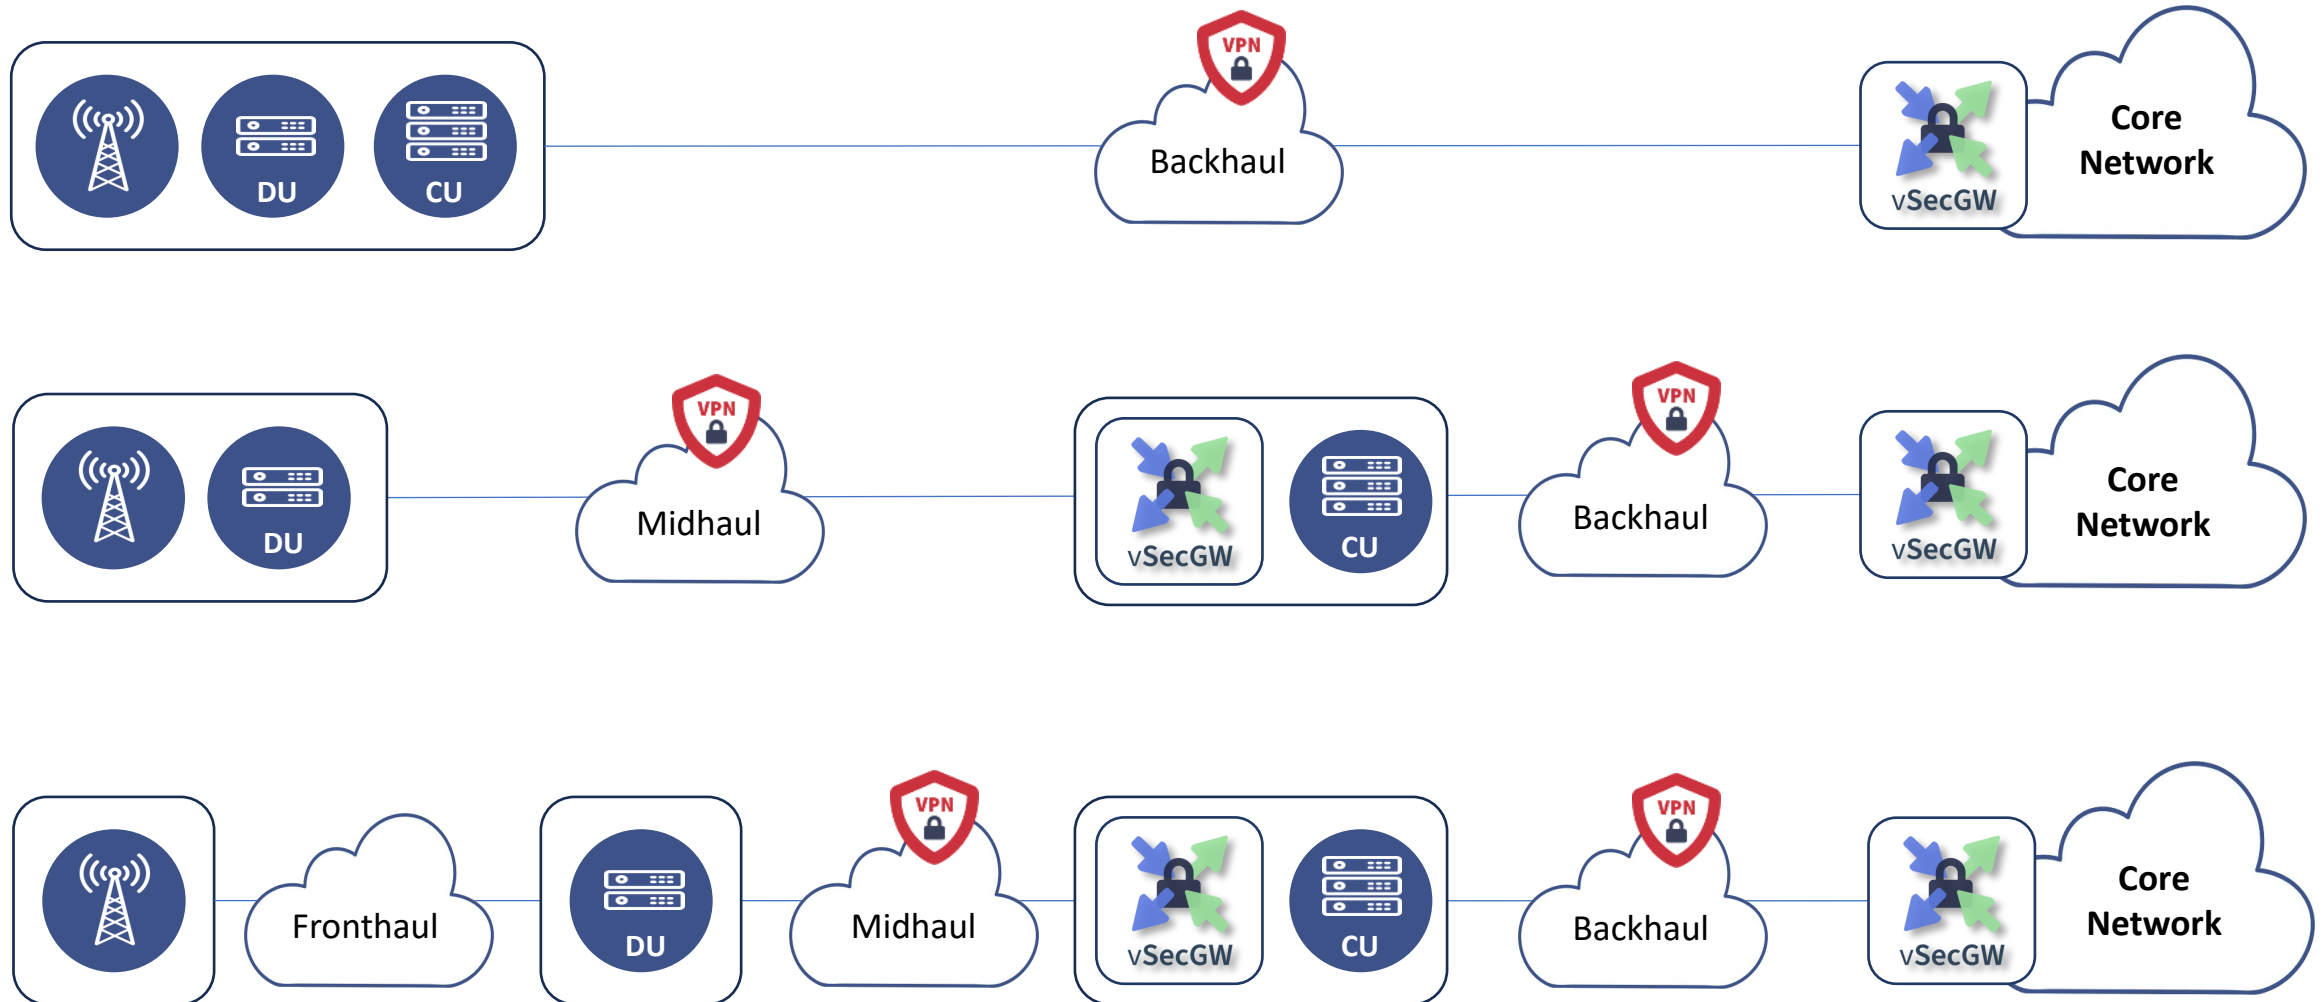 VPN
DU
CU
Backhaul
vSecGW
Core
Network
VPN
VPN
DU
Midhaul
vSecGW
CU
Backhaul
vSecGW
Core
Network
VPN
VPN
Fronthaul
DU
Midhaul
vSecGW
CU
Backhaul
vSecGW
Core
Network